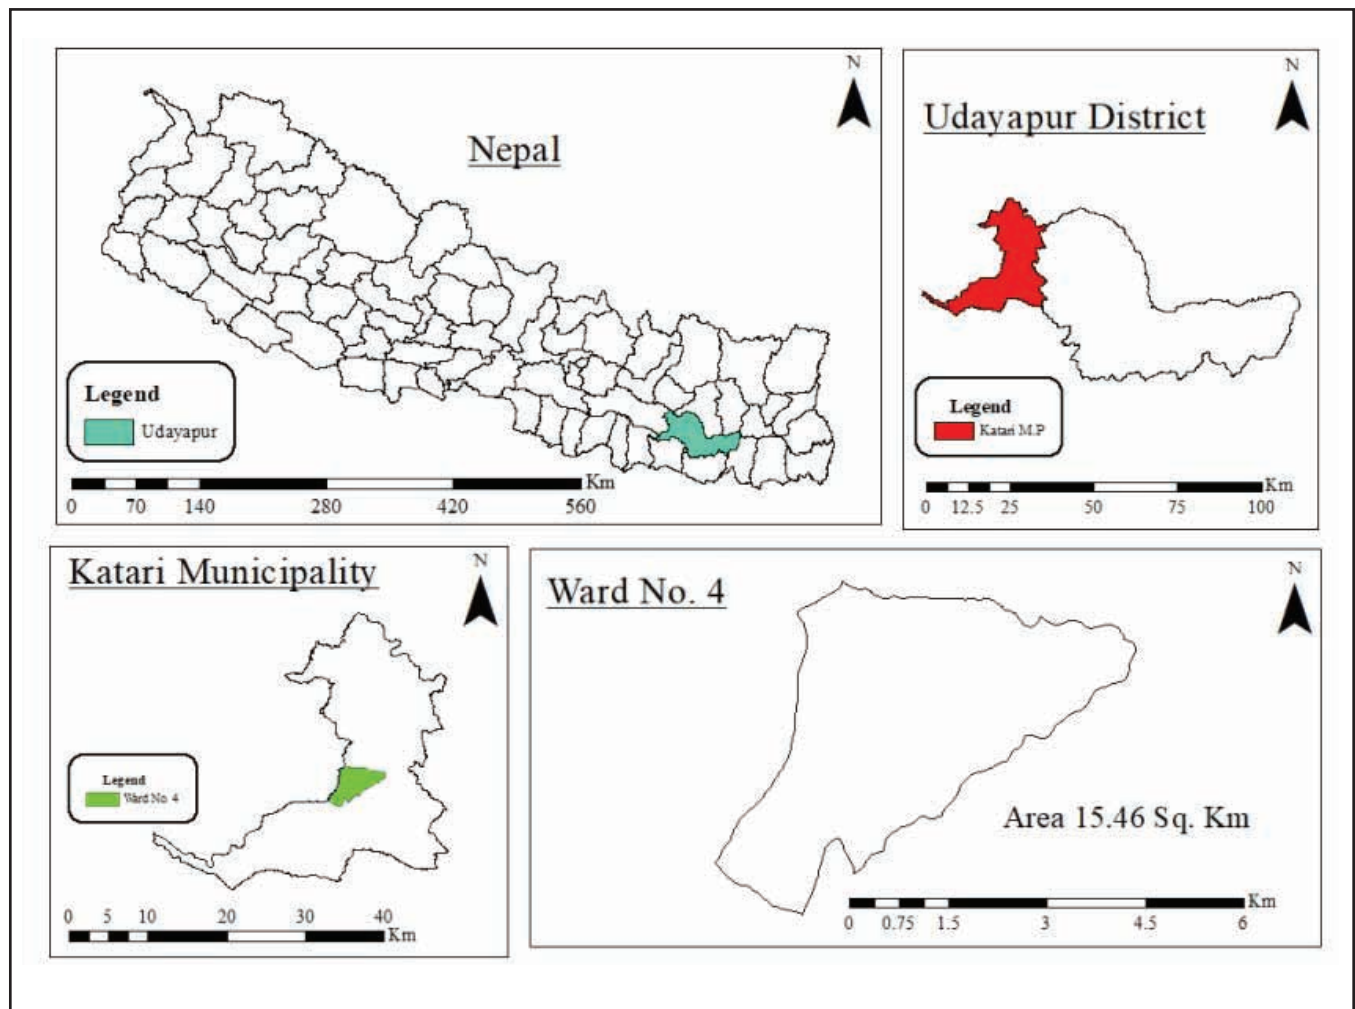 N
Nepal
Legend
Udayapur
Km
0 70 140 280 420 560
N
Udayapur District
Legend
Katari M.P
Km
0 12.5 25 50 75 100
Katari Municipality
N
Legend
Ward No. 4
0 5 10 20 30 40
Km
N
Ward No. 4
Area 15.46 Sq. Km
Km
0 0.75 1.5 3 4.5 6